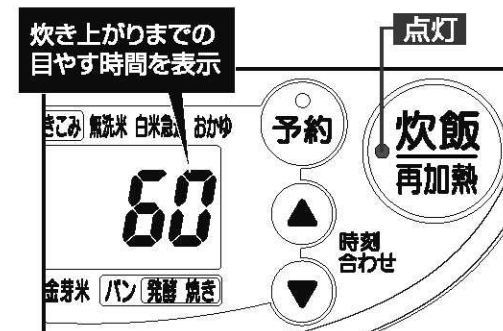 炊き上がりまでの
目やす時間を表示
点灯
きこみ 無洗米 白米急速 おかゆ
予約
炊飯
再加熱
60
時刻
合わせ
金芽米 パン 発酵 焼き